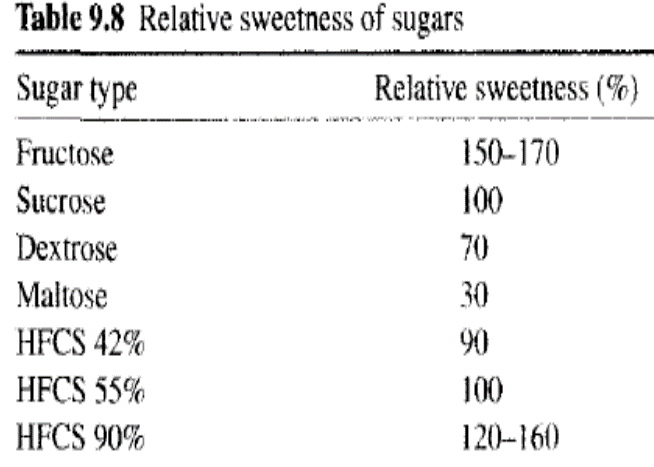 Table 9.8 Relative sweetness of sugars
Sugar type Relative sweetness (%)
Fructose 150–170
Sucrose 100
Dextrose 70
Maltose 30
HFCS 42% 90
HFCS 55% 100
HFCS 90% 120–160